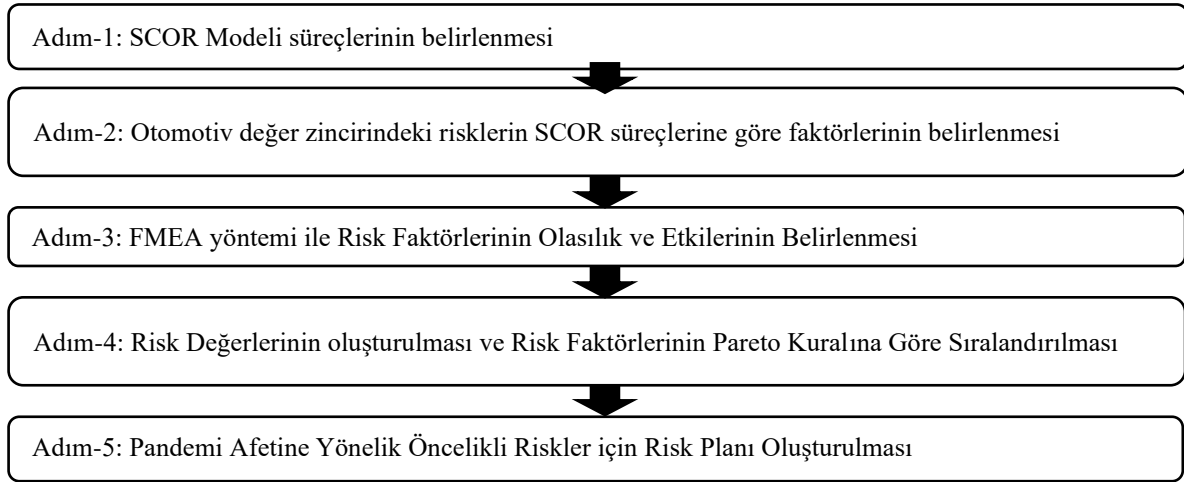 Adım-1: SCOR Modeli süreçlerinin belirlenmesi
Adım-2: Otomotiv değer zincirindeki risklerin SCOR süreçlerine göre faktörlerinin belirlenmesi
Adım-3: FMEA yöntemi ile Risk Faktörlerinin Olasılık ve Etkilerinin Belirlenmesi
Adım-4: Risk Değerlerinin oluşturulması ve Risk Faktörlerinin Pareto Kuralına Göre Sıralandırılması
Adım-5: Pandemi Afetine Yönelik Öncelikli Riskler için Risk Planı Oluşturulması